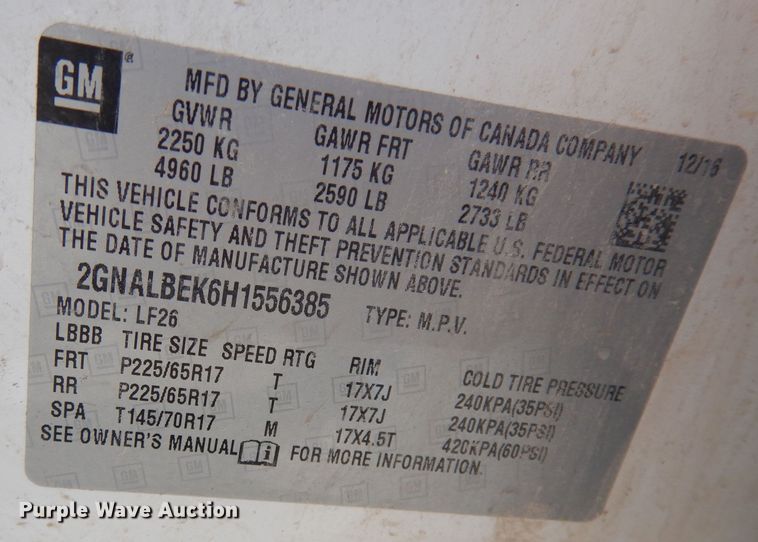 GM
MFD BY GENERAL MOTORS OF CANADA COMPANY 12/16
GVWR GAWR FRT GAWR RR
2250 KG 1175 KG 1240 KG
4960 LB 2590 LB 2733 LB
THIS VEHICLE CONFORMS TO ALL APPLICABLE U.S. FEDERAL MOTOR
VEHICLE SAFETY AND THEFT PREVENTION STANDARDS IN EFFECT ON
THE DATE OF MANUFACTURE SHOWN ABOVE.
2GNALBEK6H1556385 TYPE: M.P.V.
MODEL: LF26
LBBB TIRE SIZE SPEED RTG RIM COLD TIRE PRESSURE
FRT P225/65R17 T 17X7J 240KPA(35PSI)
RR P225/65R17 T 17X7J 240KPA(35PSI)
SPA T145/70R17 M 17X4.5T 420KPA(60PSI)
SEE OWNER'S MANUAL i FOR MORE INFORMATION.
Purple Wave Auction